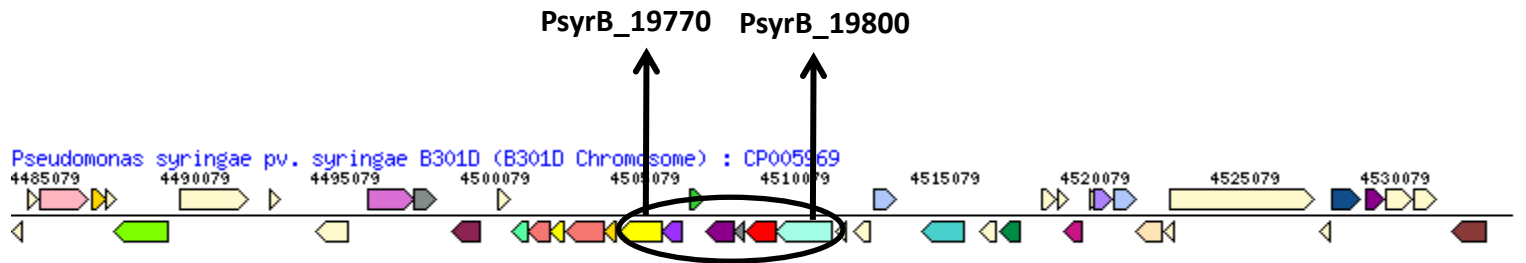 PsyrB_19770 PsyrB_19800
Pseudomonas syringae pv. syringae B301D (B301D Chromosome) : CP005969
4485079 4490079 4495079 4500079 4505079 4510079 4515079 4520079 4525079 4530079